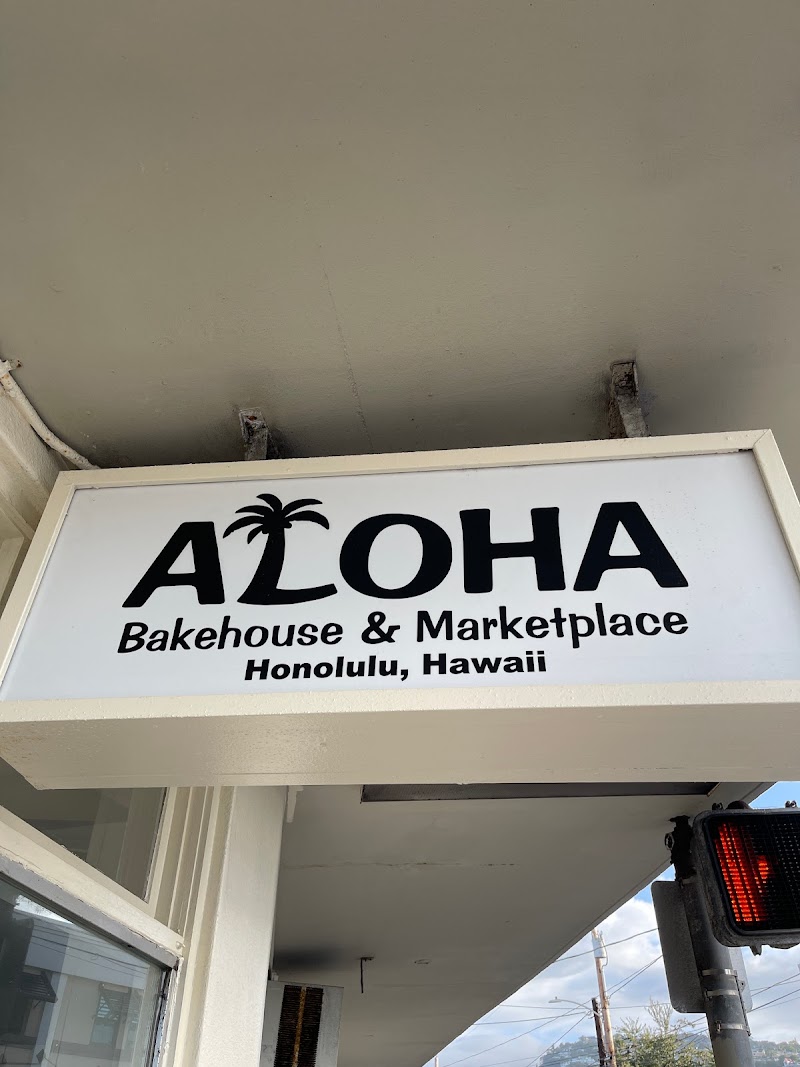 ALOHA
Bakehouse & Marketplace
Honolulu, Hawaii